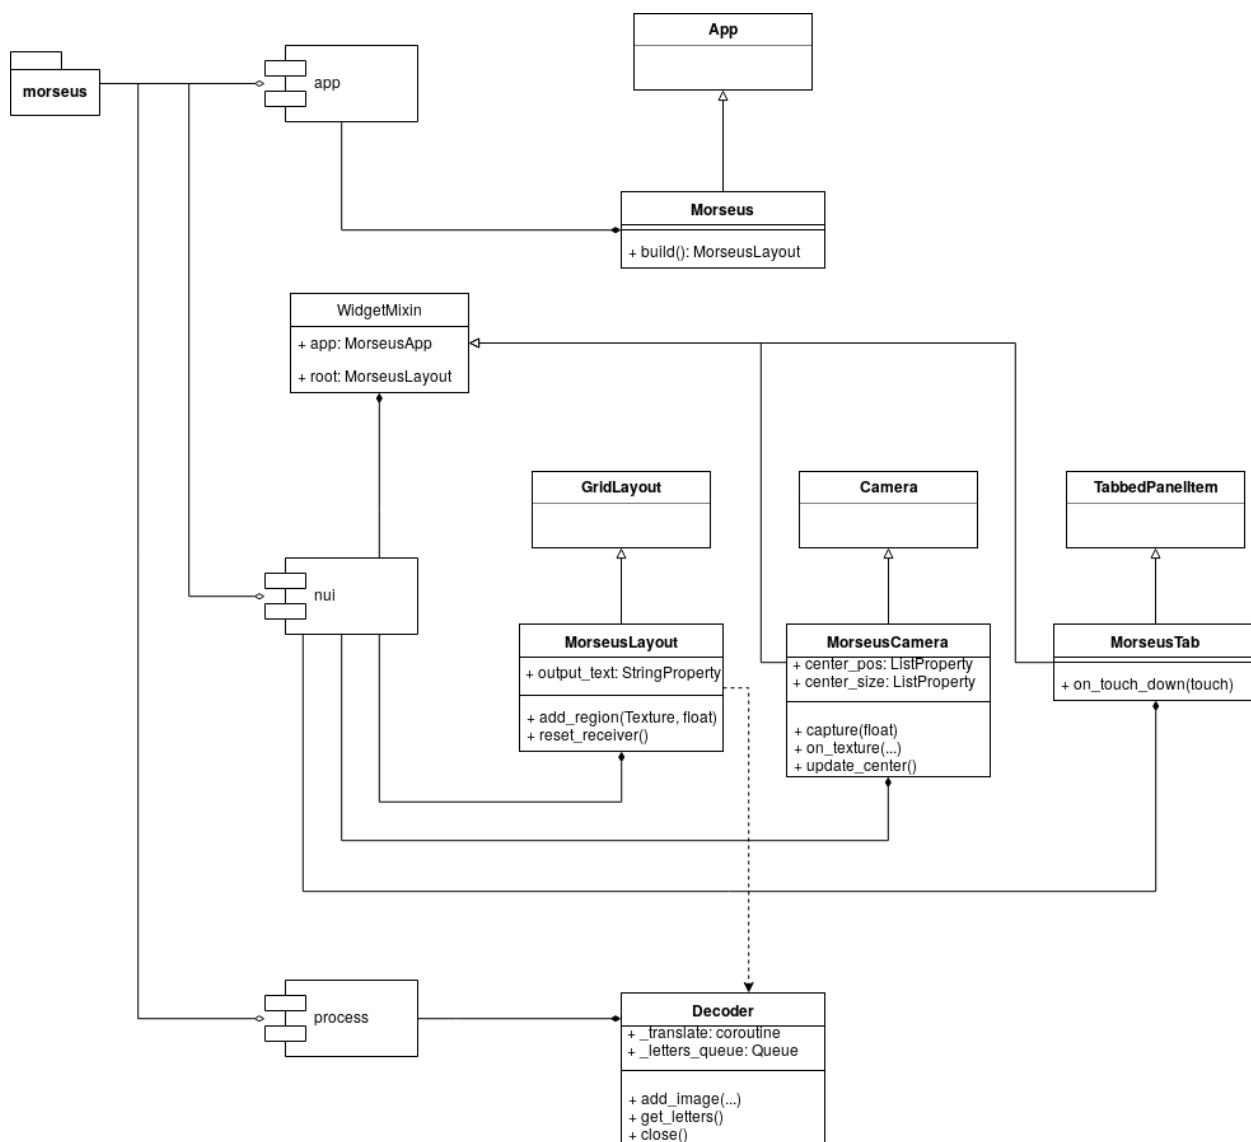 App
morseus
app
Morseus
+ build(): MorseusLayout
WidgetMixin
+ app: MorseusApp
+ root: MorseusLayout
GridLayout
Camera
TabbedPanelItem
nui
MorseusLayout
+ output_text: StringProperty
+ add_region(Texture, float)
+ reset_receiver()
MorseusCamera
+ center_pos: ListProperty
+ center_size: ListProperty
+ capture(float)
+ on_texture(...)
+ update_center()
MorseusTab
+ on_touch_down(touch)
process
Decoder
+ _translate: coroutine
+ _letters_queue: Queue
+ add_image(...)
+ get_letters()
+ close()